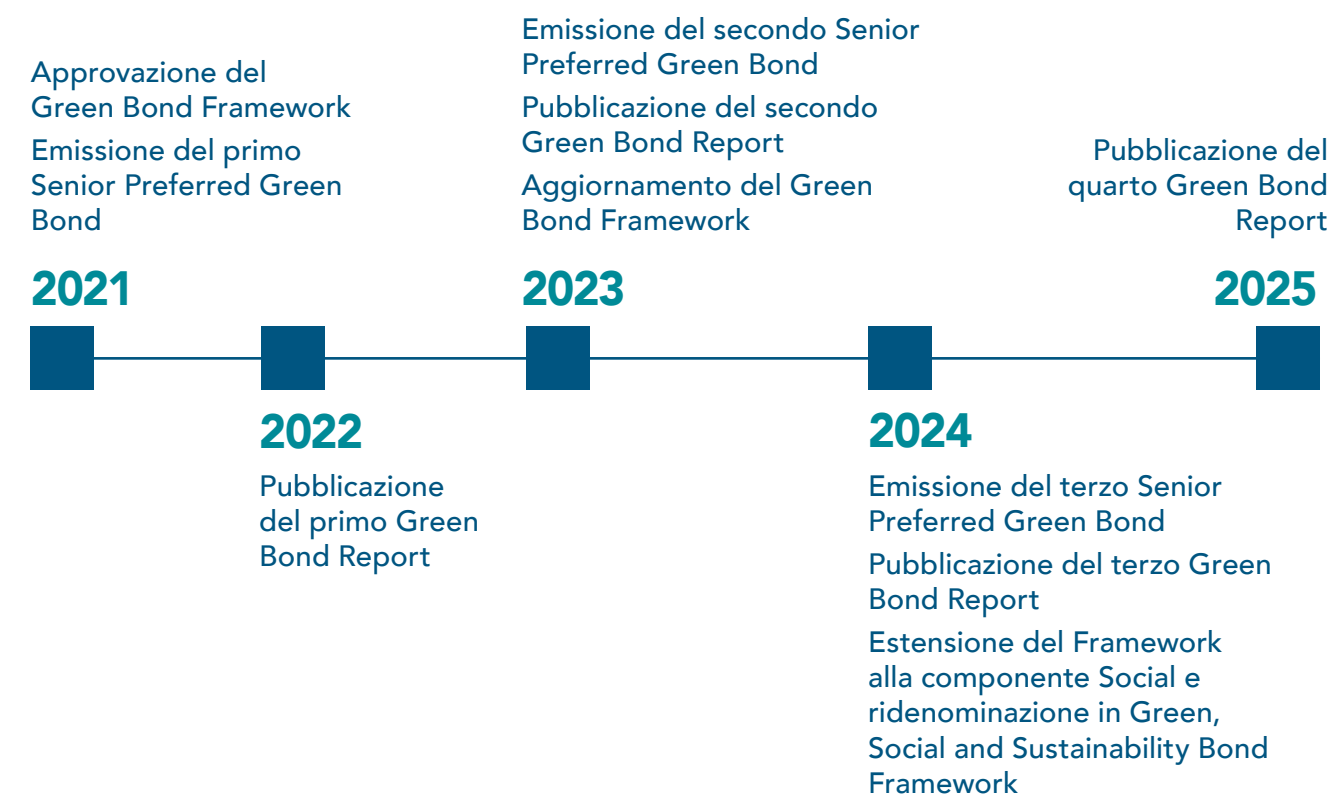 Approvazione del
Green Bond Framework
Emissione del primo
Senior Preferred Green
Bond
2021
2022
Pubblicazione
del primo Green
Bond Report
Emissione del secondo Senior
Preferred Green Bond
Pubblicazione del secondo
Green Bond Report
Aggiornamento del Green
Bond Framework
2023
2024
Emissione del terzo Senior
Preferred Green Bond
Pubblicazione del terzo Green
Bond Report
Estensione del Framework
alla componente Social e
ridenominazione in Green,
Social and Sustainability Bond
Framework
Pubblicazione del
quarto Green Bond
Report
2025